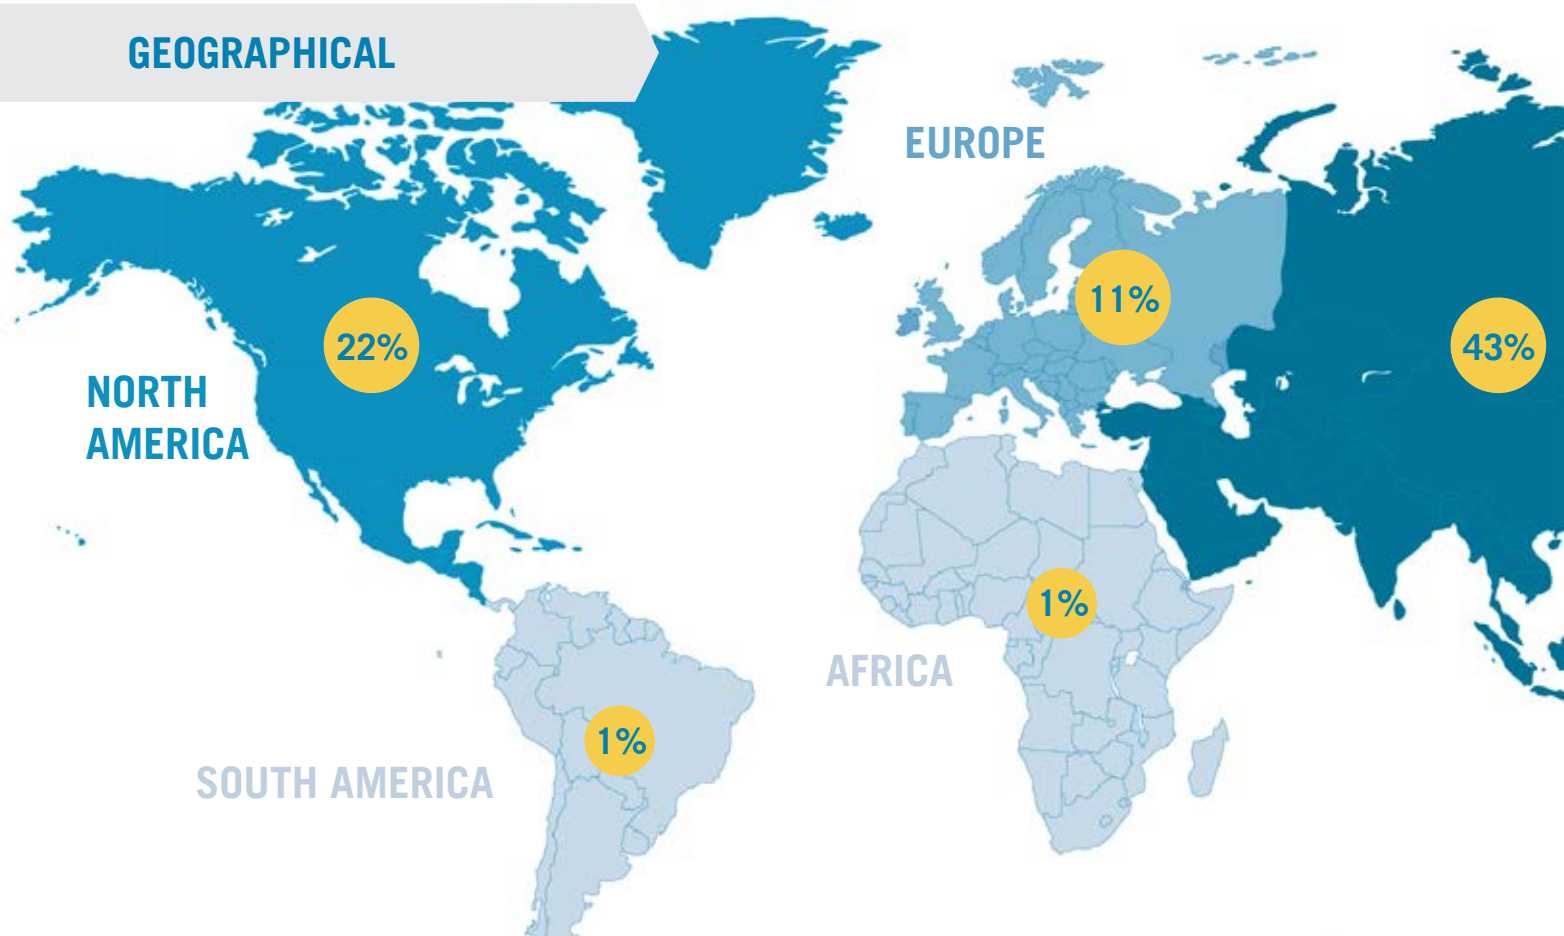 GEOGRAPHICAL
EUROPE
11%
43%
22%
NORTH
AMERICA
1%
AFRICA
1%
SOUTH AMERICA